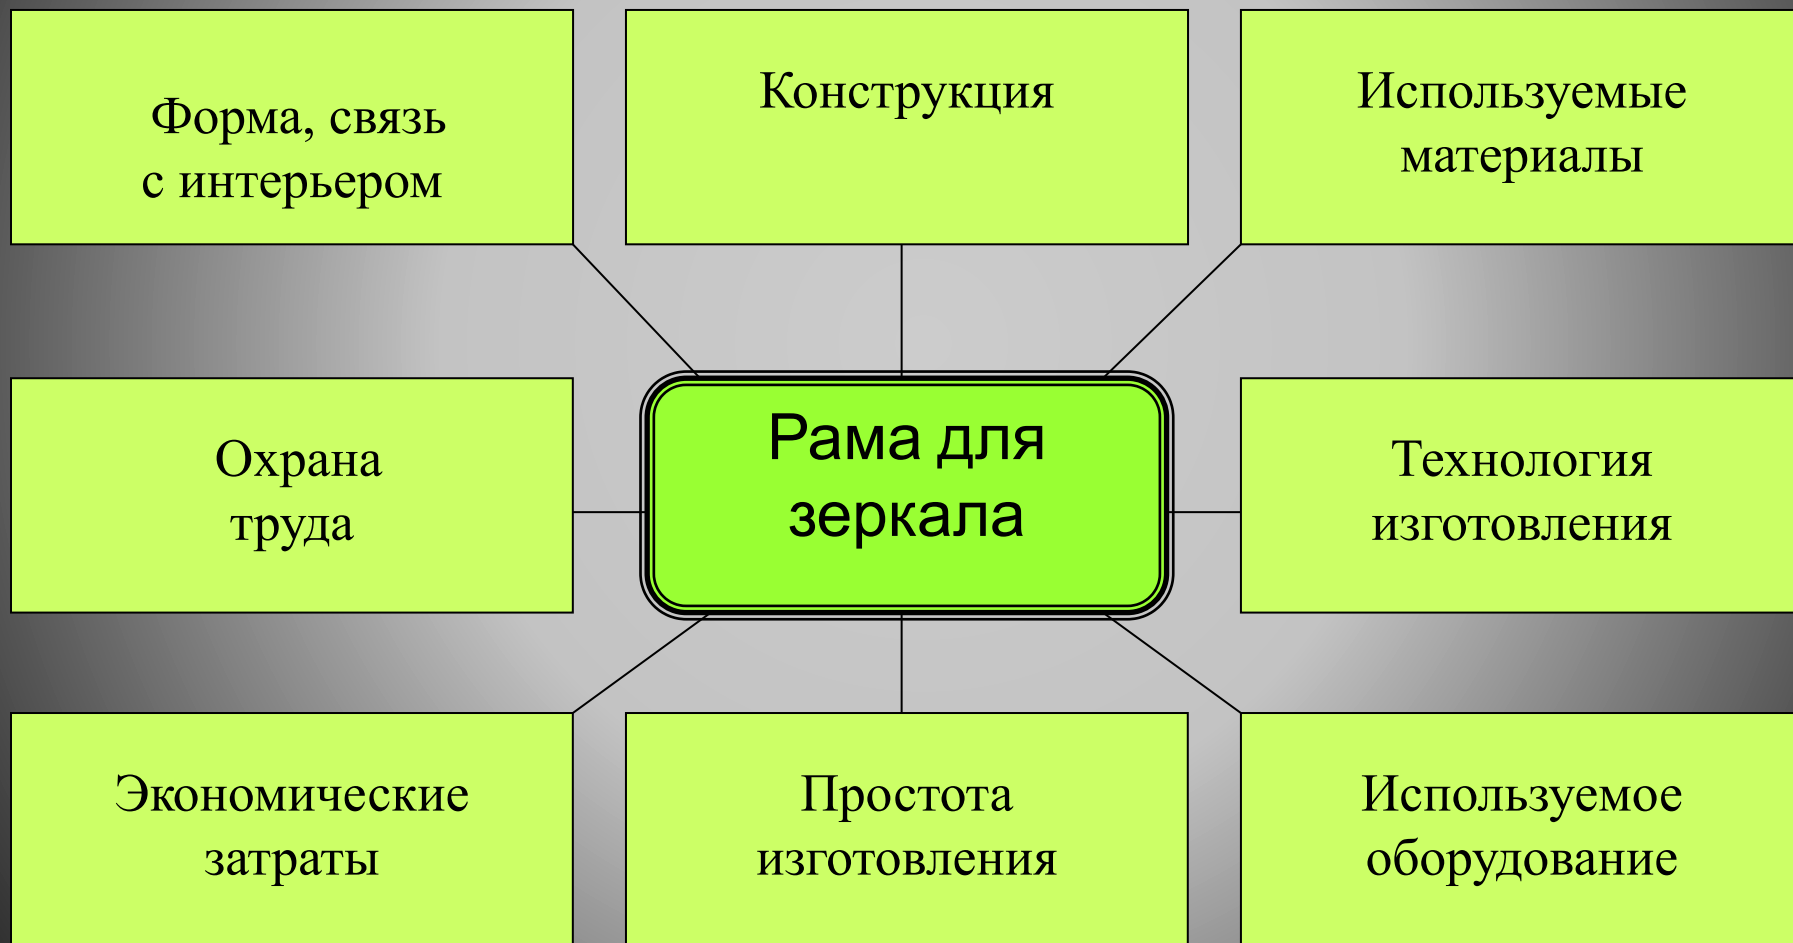 Форма, связь
с интерьером
Конструкция
Используемые
материалы
Охрана
труда
Рама для
зеркала
Технология
изготовления
Экономические
затраты
Простота
изготовления
Используемое
оборудование